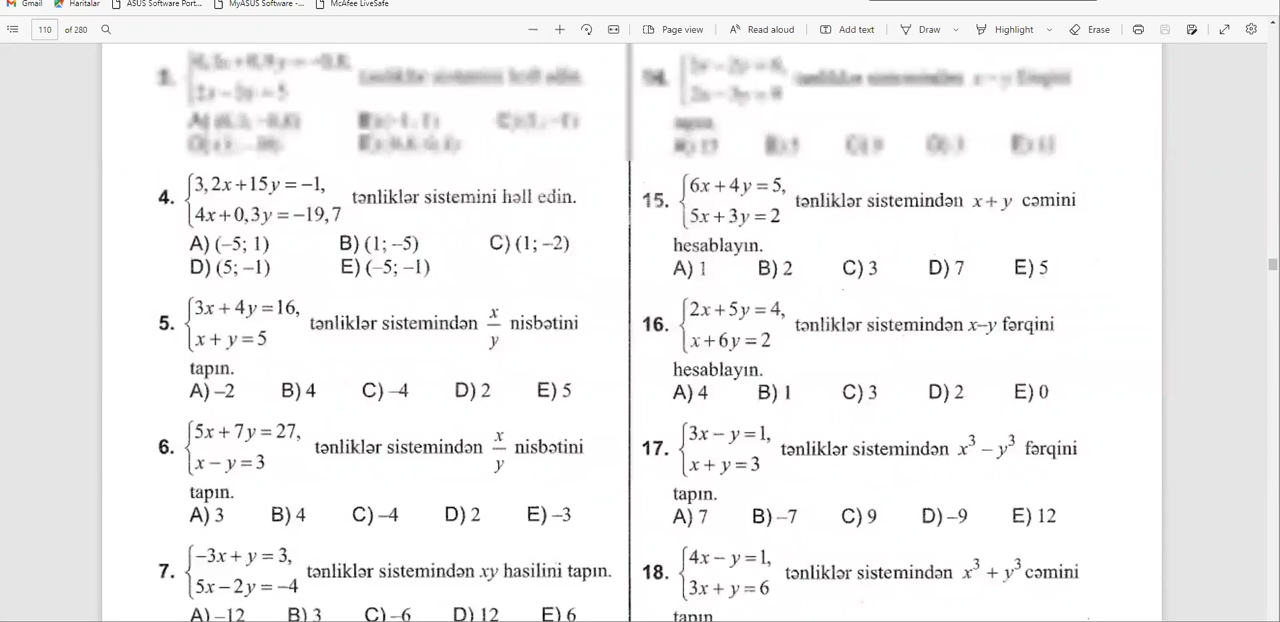 Gmail Haritalar ASUS Software Port... MyASUS Software -... McAfee LiveSafe
110 of 280 Page view Read aloud Add text Draw Highlight Erase
4. {3,2x+15y=−1, 4x+0,3y=−19,7 tənliklər sistemini həll edin.
A) (−5; 1) B) (1; −5) C) (1; −2)
D) (5; −1) E) (−5; −1)
5. {3x+4y=16, x+y=5 tənliklər sistemindən x/y nisbətini
tapın.
A) −2 B) 4 C) −4 D) 2 E) 5
6. {5x+7y=27, x−y=3 tənliklər sistemindən x/y nisbətini
tapın.
A) 3 B) 4 C) −4 D) 2 E) −3
7. {−3x+y=3, 5x−2y=−4 tənliklər sistemindən xy hasilini tapın.
A) −12 B) 3 C) −6 D) 12 E) 6
15. {6x+4y=5, 5x+3y=2 tənliklər sistemindən x+y cəmini
hesablayın.
A) 1 B) 2 C) 3 D) 7 E) 5
16. {2x+5y=4, x+6y=2 tənliklər sistemindən x−y fərqini
hesablayın.
A) 4 B) 1 C) 3 D) 2 E) 0
17. {3x−y=1, x+y=3 tənliklər sistemindən x³−y³ fərqini
tapın.
A) 7 B) −7 C) 9 D) −9 E) 12
18. {4x−y=1, 3x+y=6 tənliklər sistemindən x³+y³ cəmini
tapın